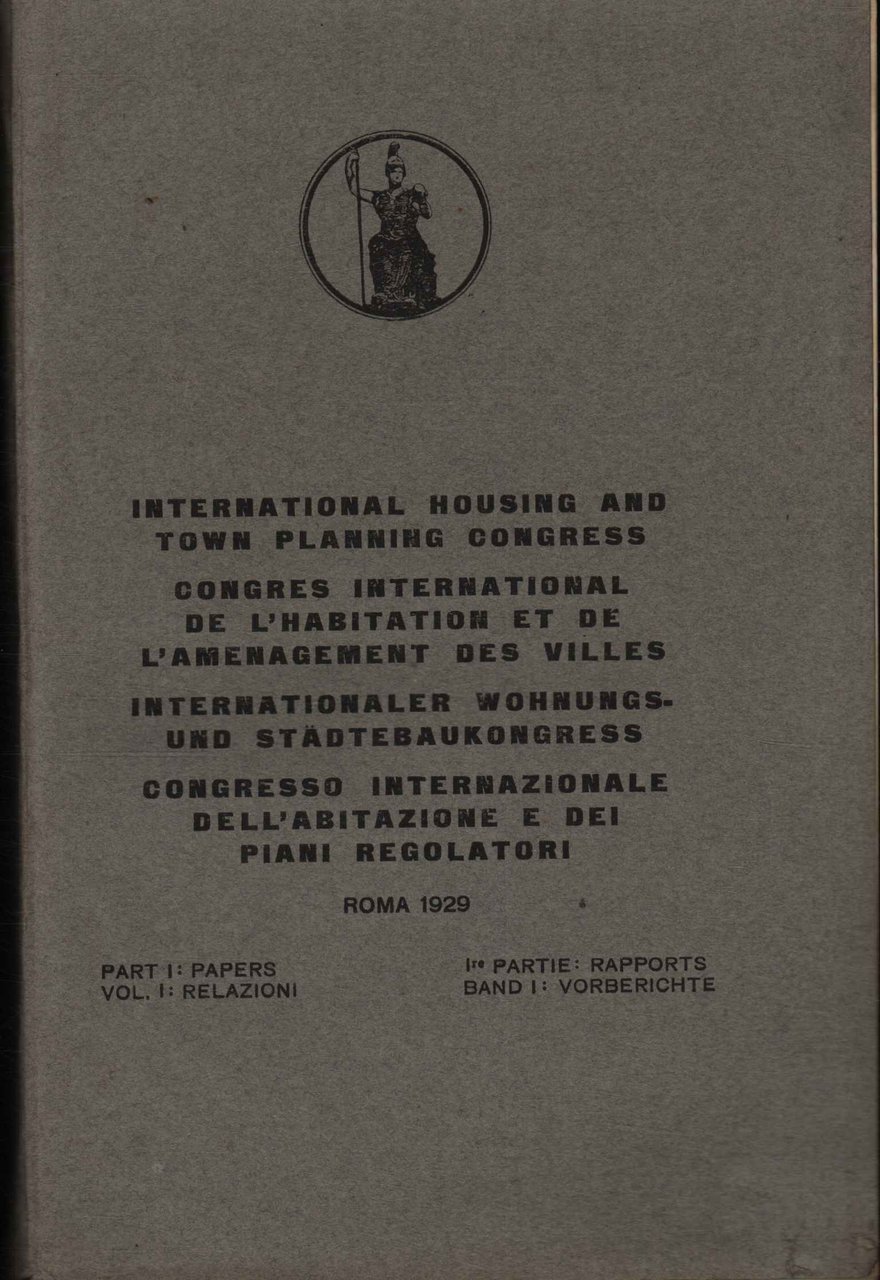 INTERNATIONAL HOUSING AND
TOWN PLANNING CONGRESS
CONGRES INTERNATIONAL
DE L'HABITATION ET DE
L'AMENAGEMENT DES VILLES
INTERNATIONALER WOHNUNGS-
UND STÄDTEBAUKONGRESS
CONGRESSO INTERNAZIONALE
DELL'ABITAZIONE E DEI
PIANI REGOLATORI
ROMA 1929
PART I: PAPERS
VOL. I: RELAZIONI
Ire PARTIE: RAPPORTS
BAND I: VORBERICHTE